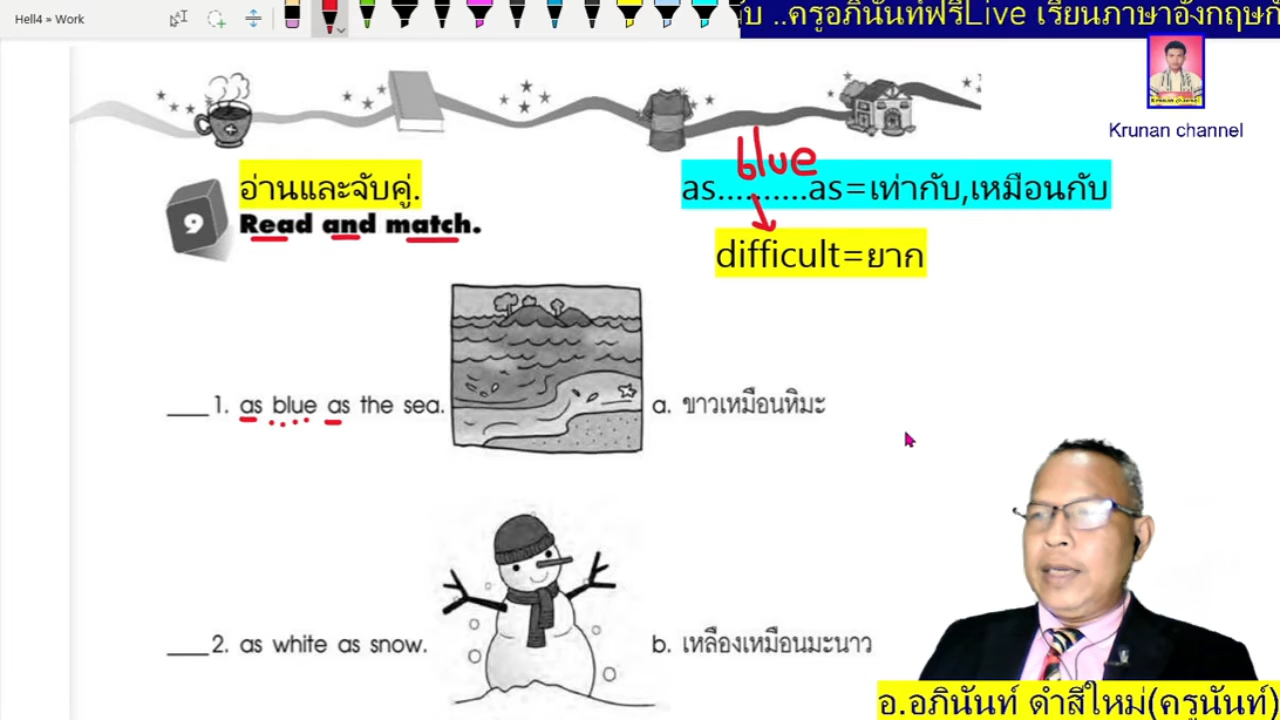 Hell4 » Work
กับ ..ครูอภินันท์ฟรีLive เรียนภาษาอังกฤษกั
Krunan channel
blue
อ่านและจับคู่.
as..........as=เท่ากับ,เหมือนกับ
9
Read and match.
difficult=ยาก
___1. as blue as the sea.
a. ขาวเหมือนหิมะ
___2. as white as snow.
b. เหลืองเหมือนมะนาว
อ.อภินันท์ ดำสีใหม่(ครูนันท์)